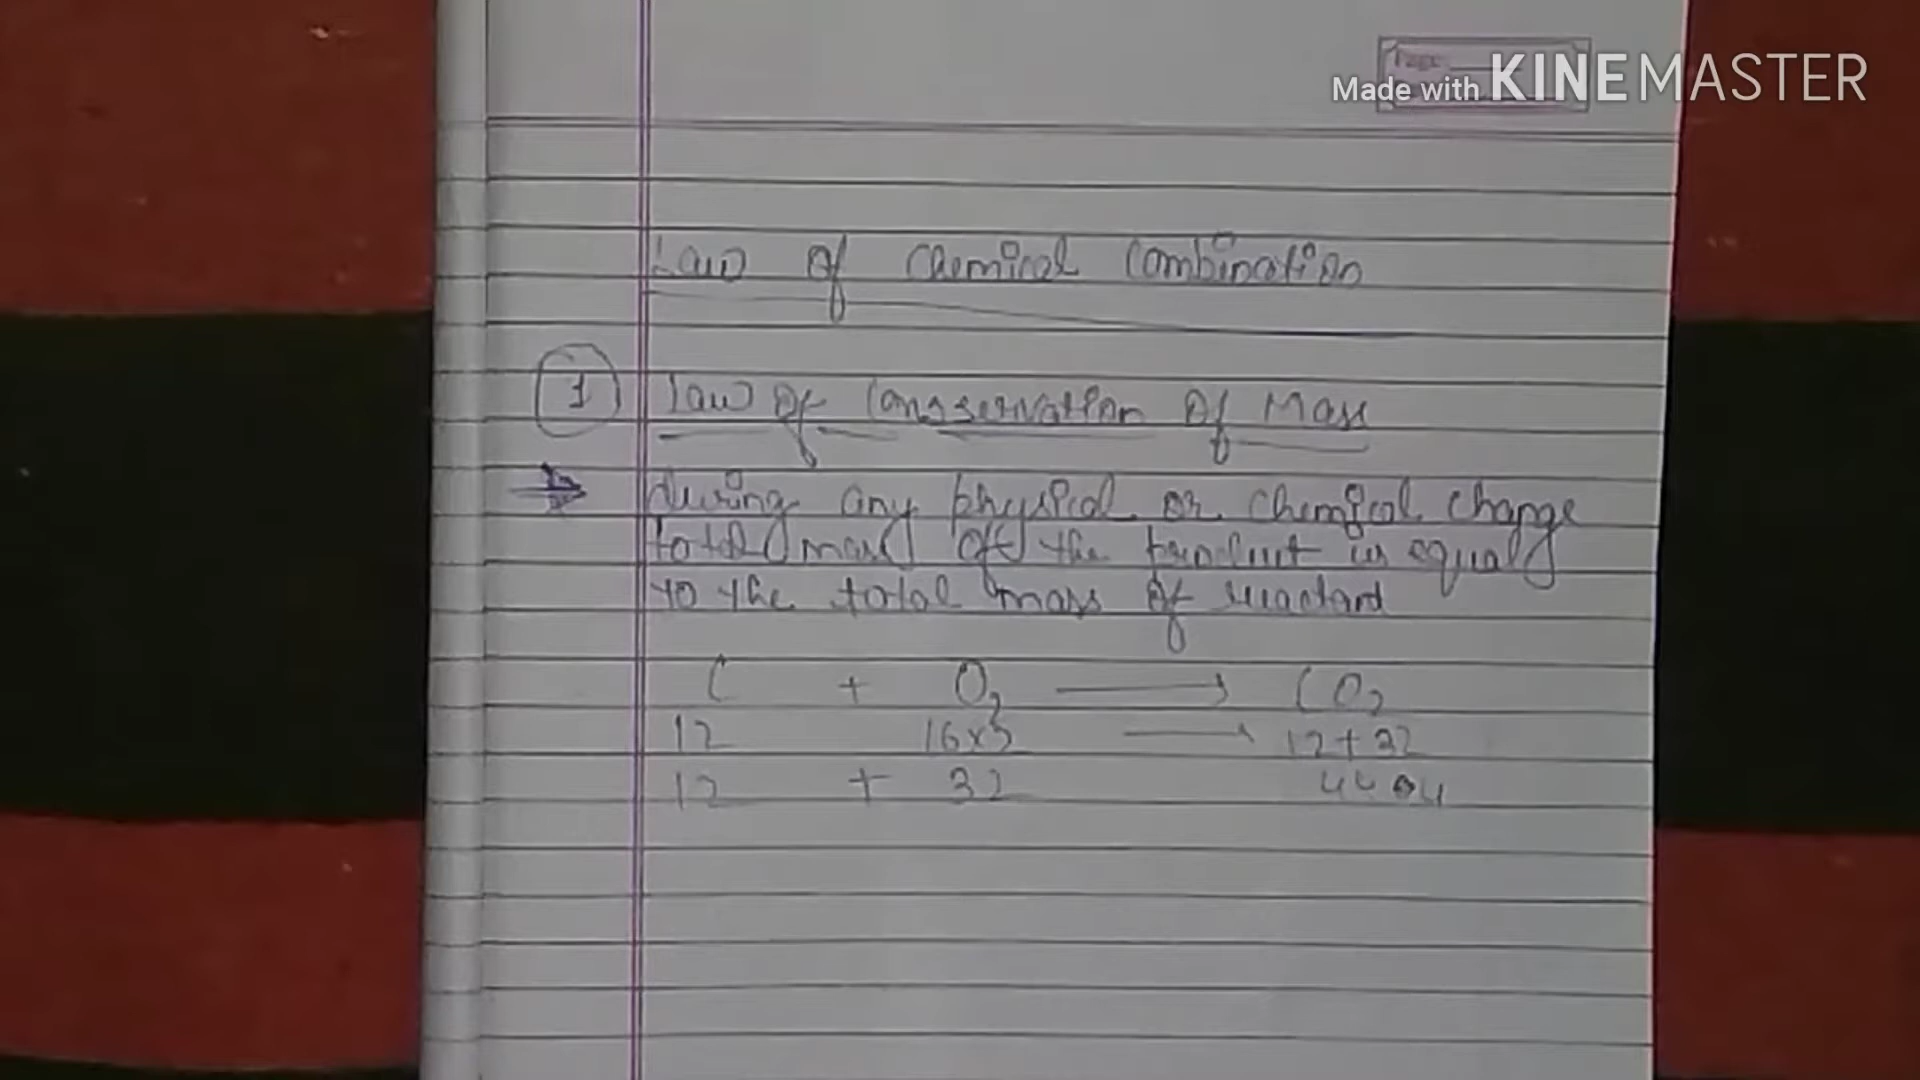 Made with KINEMASTER
Page
Law Of Chemical Combination
1 Law Of Consservation Of Mass
during any physical or chemical change
total mass of the product is equal
to the total mass of reactant
C + O2 → CO2
12 16x2 → 12+32
12 + 32 44